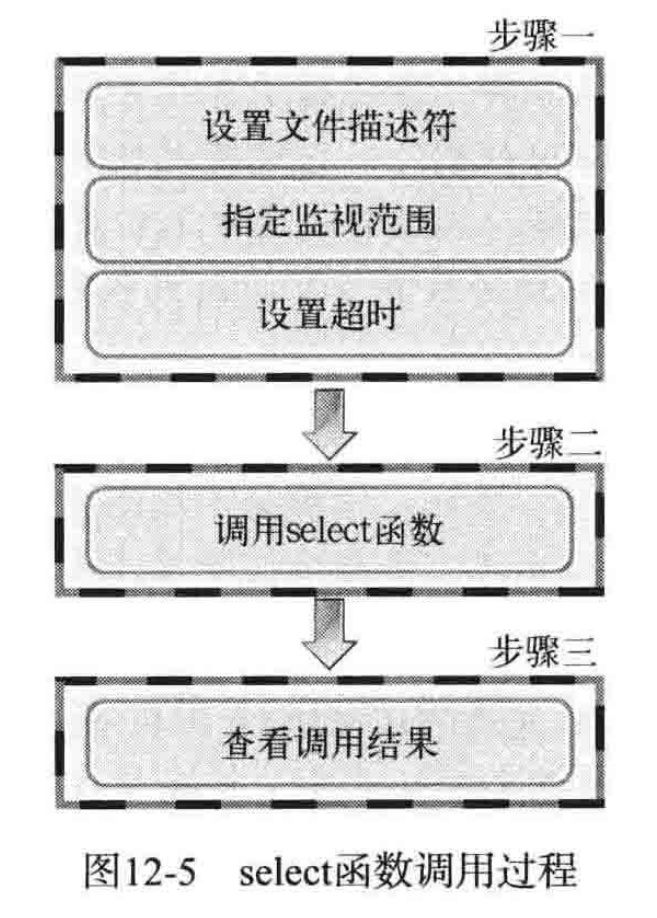 步骤一
设置文件描述符
指定监视范围
设置超时
步骤二
调用select函数
步骤三
查看调用结果
图12-5 select函数调用过程